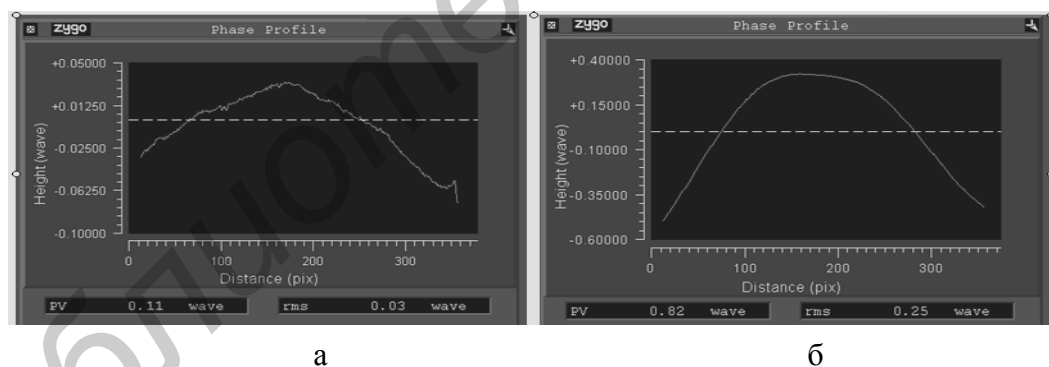 zygo Phase Profile
+0.05000
+0.01250
-0.02500
-0.06250
-0.10000
Height (wave)
0 100 200 300
Distance (pix)
PV 0.11 wave rms 0.03 wave
а
zygo Phase Profile
+0.40000
+0.15000
-0.10000
-0.35000
-0.60000
Height (wave)
0 100 200 300
Distance (pix)
PV 0.82 wave rms 0.25 wave
б
блиоте